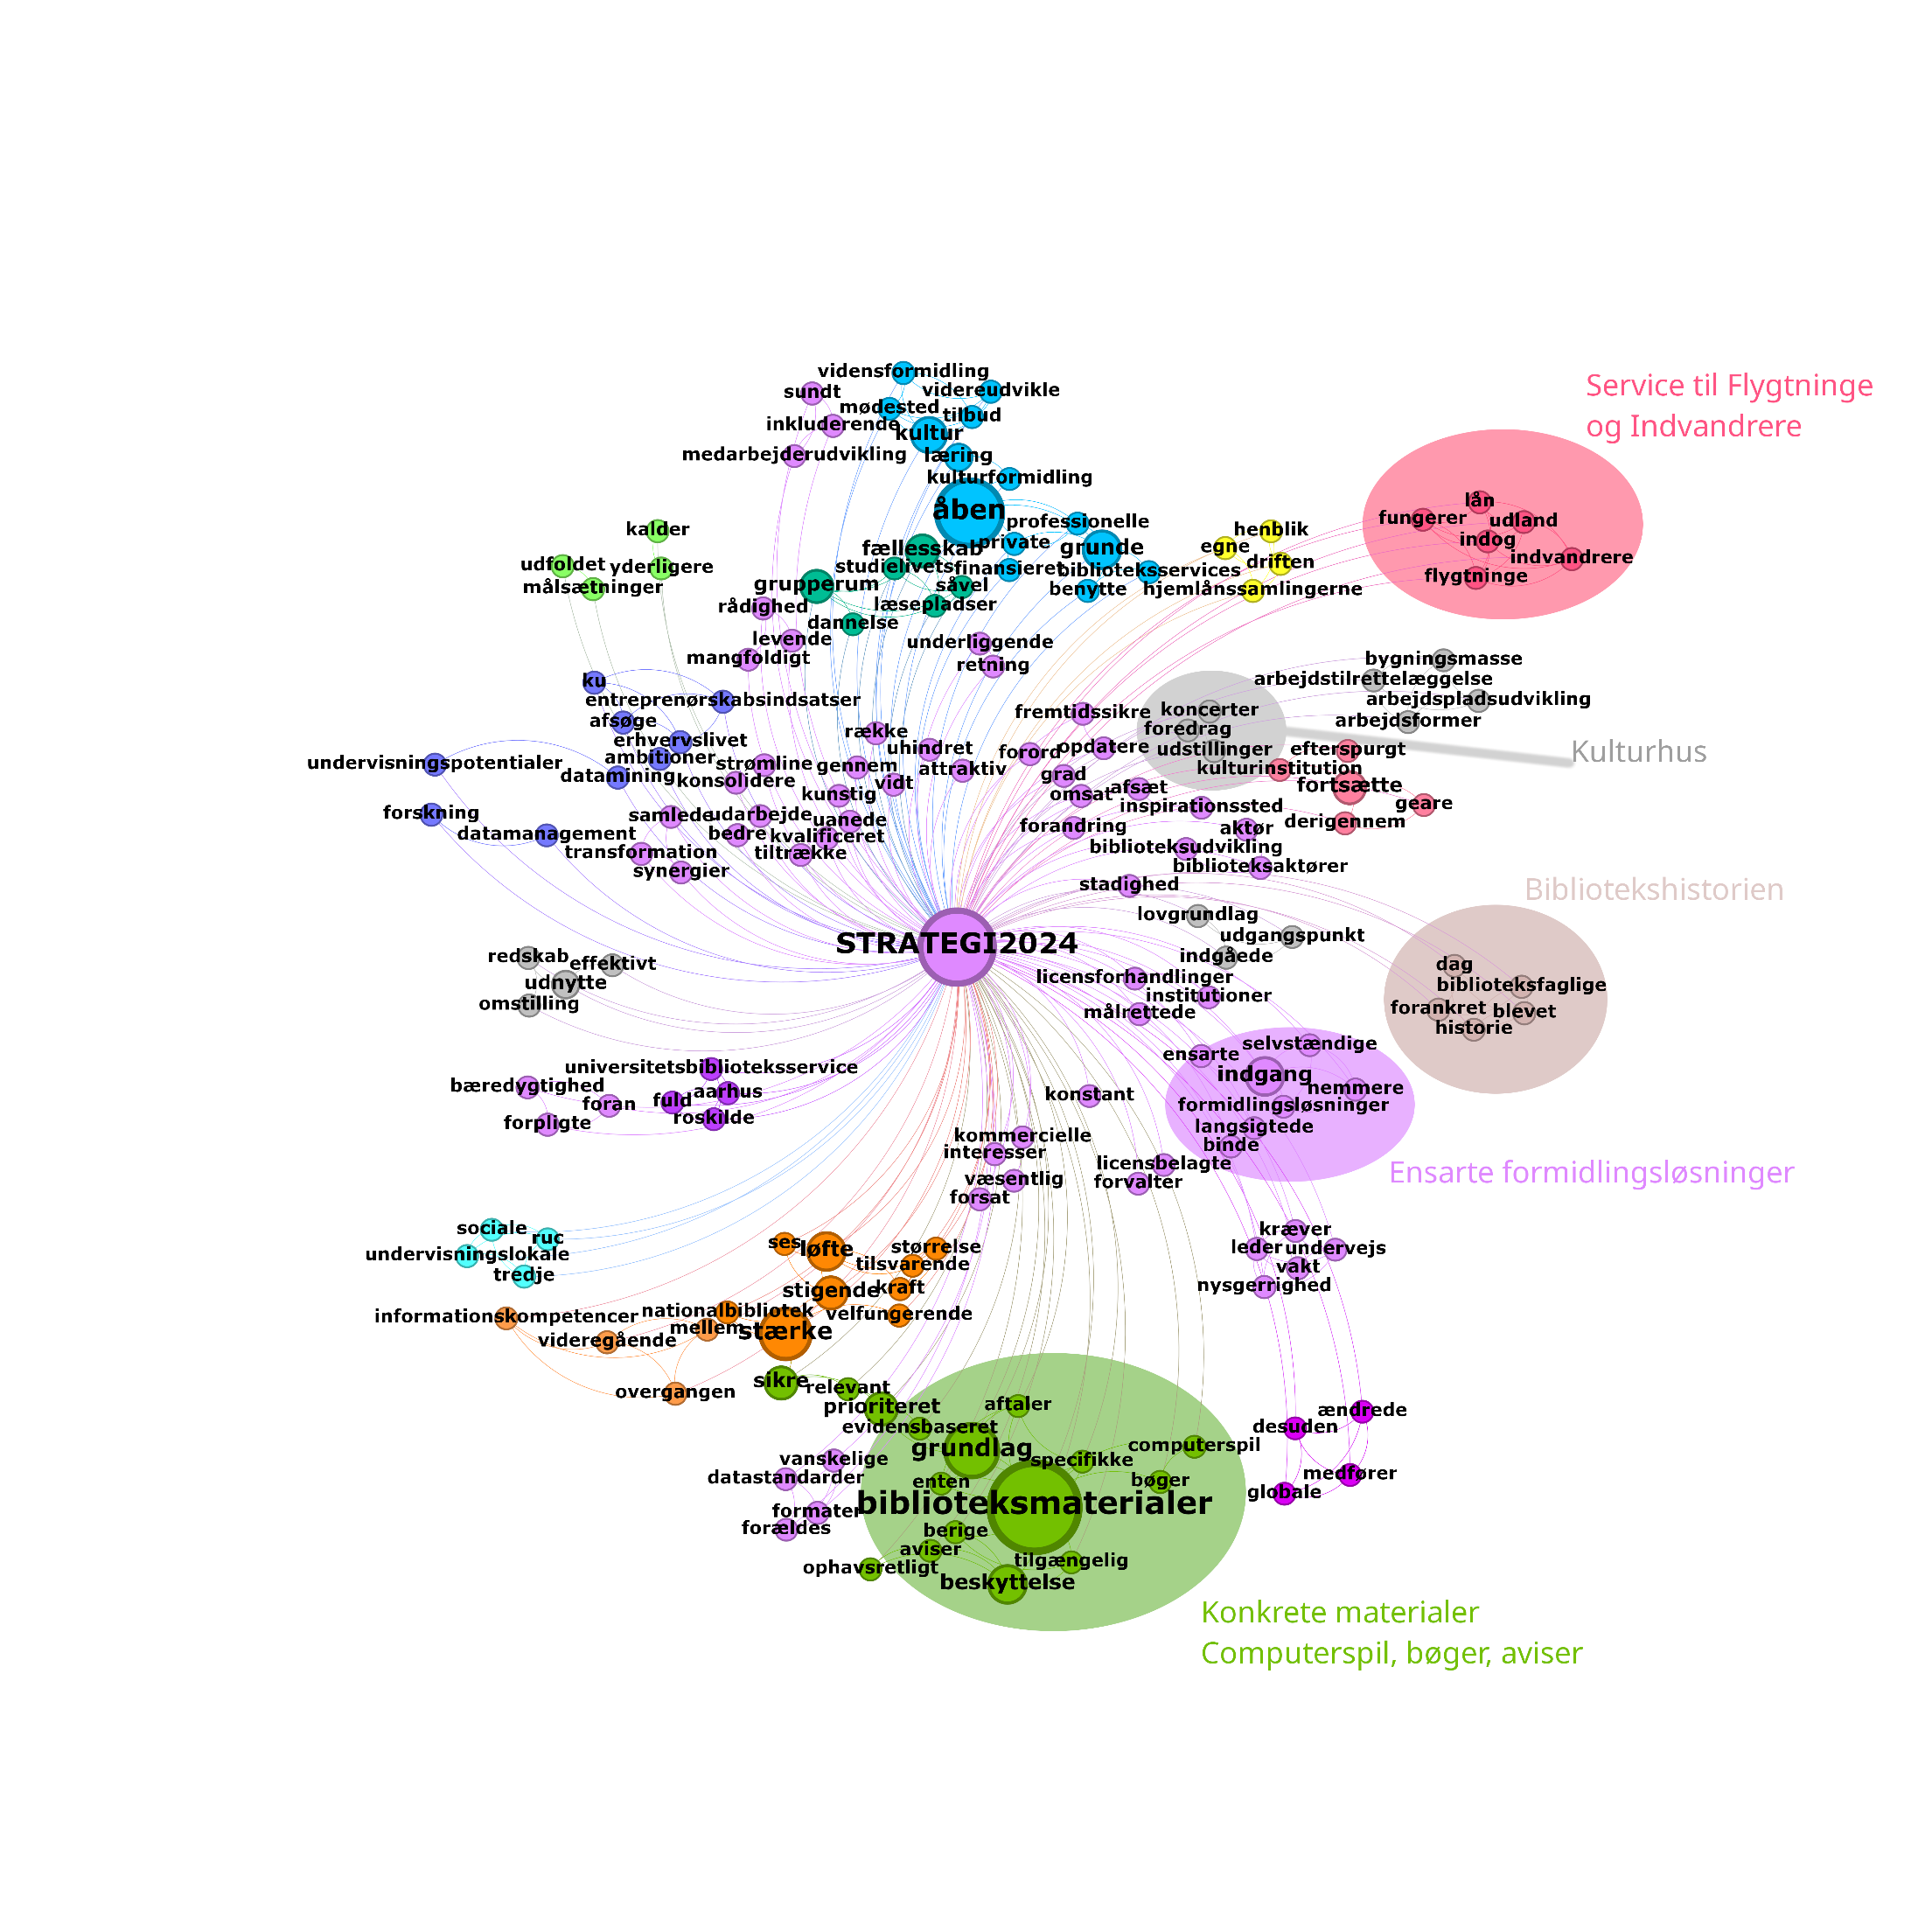 vidensformidling
sundt
videreudvikle
mødested
tilbud
inkluderende
kultur
medarbejderudvikling
læring
kulturformidling
åben
professionelle
private
grunde
fællesskab
studielivets
finansieret
biblioteksservices
grupperum
såvel
benytte
læsepladser
rådighed
dannelse
levende
mangfoldigt
underliggende
retning
kalder
udfoldet
yderligere
målsætninger
henblik
egne
driften
hjemlånssamlingerne
Service til Flygtninge
og Indvandrere
lån
fungerer
udland
indog
indvandrere
flygtninge
bygningsmasse
arbejdstilrettelæggelse
arbejdspladsudvikling
arbejdsformer
koncerter
foredrag
udstillinger
Kulturhus
efterspurgt
kulturinstitution
fortsætte
geare
derigennem
ku
entreprenørskabsindsatser
afsøge
erhvervslivet
ambitioner
datamining
undervisningspotentialer
forskning
datamanagement
strømline
konsolidere
række
uhindret
gennem
attraktiv
vidt
kunstig
samlede
udarbejde
uanede
bedre
kvalificeret
tiltrække
transformation
synergier
fremtidssikre
forord
opdatere
grad
omsat
afsæt
inspirationssted
forandring
aktør
biblioteksudvikling
biblioteksaktører
stadighed
lovgrundlag
udgangspunkt
indgåede
STRATEGI2024
Bibliotekshistorien
dag
biblioteksfaglige
forankret
blevet
historie
licensforhandlinger
institutioner
målrettede
redskab
effektivt
udnytte
omstilling
universitetsbiblioteksservice
bæredygtighed
aarhus
foran
fuld
roskilde
forpligte
selvstændige
ensarte
indgang
nemmere
formidlingsløsninger
langsigtede
binde
Ensarte formidlingsløsninger
konstant
kommercielle
interesser
væsentlig
forsat
licensbelagte
forvalter
sociale
ruc
undervisningslokale
tredje
ses
løfte
størrelse
tilsvarende
stigende
kraft
velfungerende
nationalbibliotek
mellem
stærke
informationskompetencer
videregående
overgangen
kræver
leder
undervejs
vakt
nysgerrighed
sikre
relevant
prioriteret
aftaler
evidensbaseret
grundlag
specifikke
computerspil
enten
bøger
biblioteksmaterialer
berige
aviser
tilgængelig
ophavsretligt
beskyttelse
vanskelige
datastandarder
formater
forældes
ændrede
desuden
medfører
globale
Konkrete materialer
Computerspil, bøger, aviser